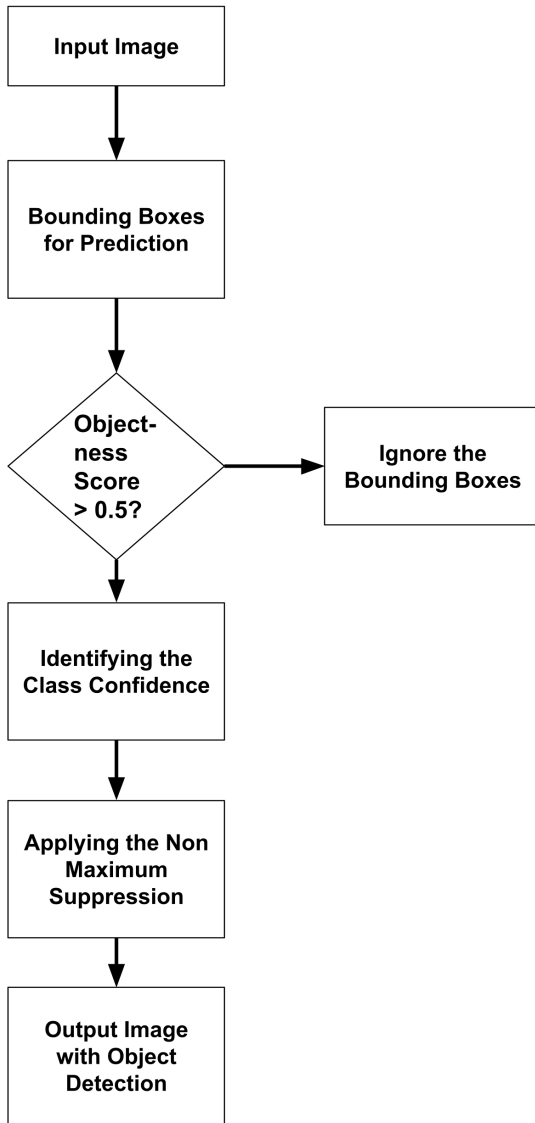 Input Image
Bounding Boxes
for Prediction
Object-
ness
Score
> 0.5?
Ignore the
Bounding Boxes
Identifying the
Class Confidence
Applying the Non
Maximum
Suppression
Output Image
with Object
Detection